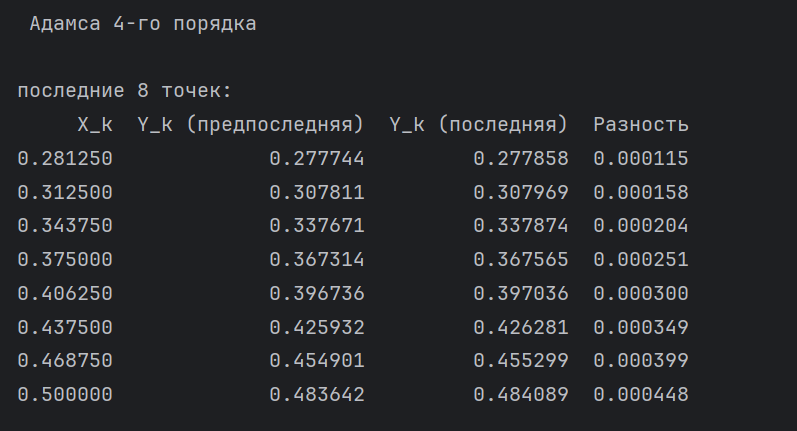 Адамса 4-го порядка
последние 8 точек:
X_k Y_k (предпоследняя) Y_k (последняя) Разность
0.281250 0.277744 0.277858 0.000115
0.312500 0.307811 0.307969 0.000158
0.343750 0.337671 0.337874 0.000204
0.375000 0.367314 0.367565 0.000251
0.406250 0.396736 0.397036 0.000300
0.437500 0.425932 0.426281 0.000349
0.468750 0.454901 0.455299 0.000399
0.500000 0.483642 0.484089 0.000448